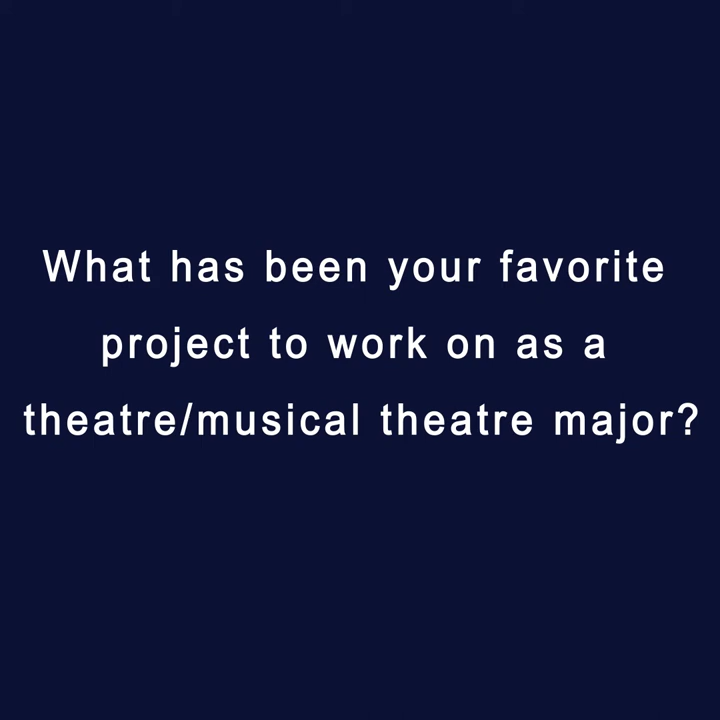 What has been your favorite
project to work on as a
theatre/musical theatre major?